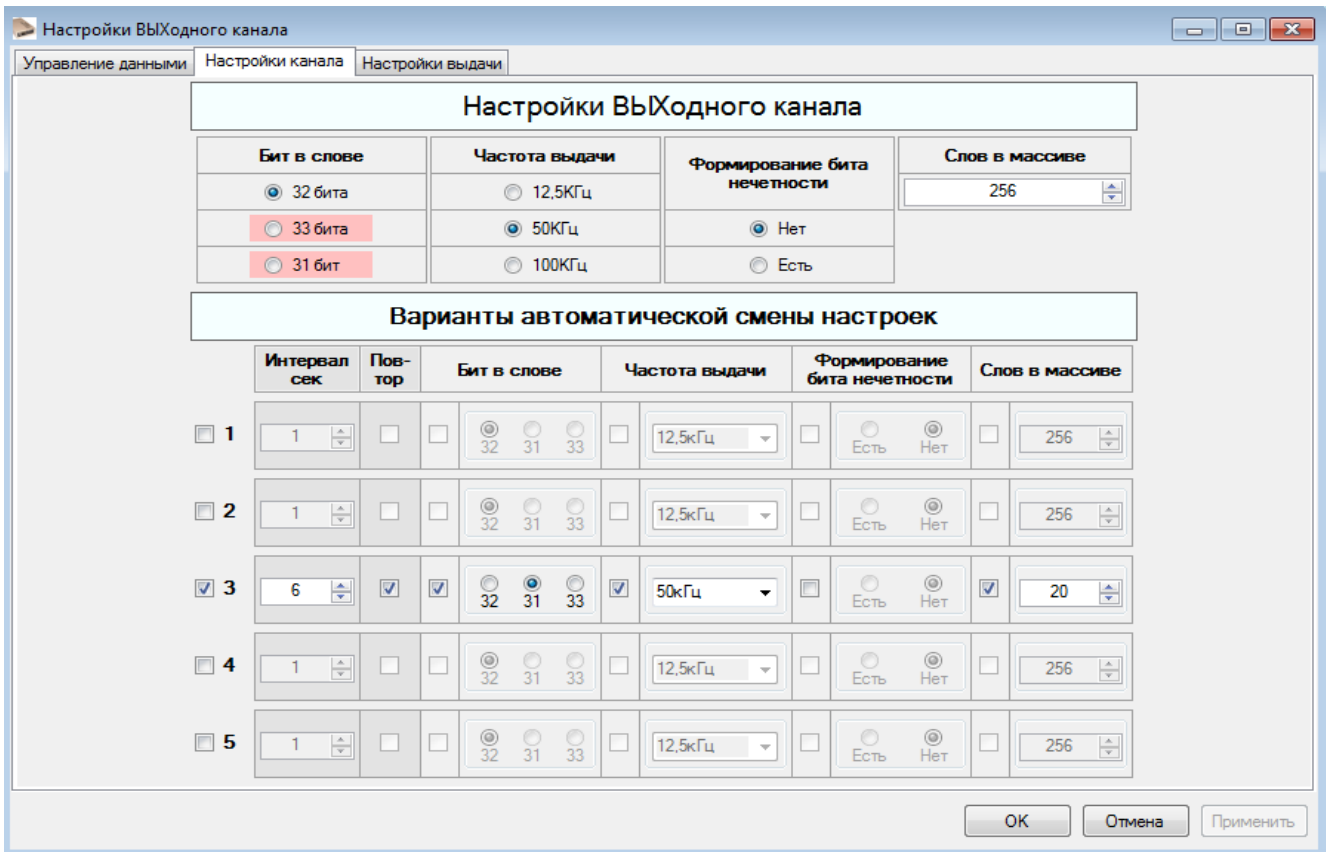 Настройки ВЫХодного канала
Управление данными Настройки канала Настройки выдачи
Настройки ВЫХодного канала
Бит в слове Частота выдачи Формирование бита нечетности Слов в массиве
32 бита 12,5КГц 256
33 бита 50КГц Нет
31 бит 100КГц Есть
Варианты автоматической смены настроек
Интервал сек Пов-тор Бит в слове Частота выдачи Формирование бита нечетности Слов в массиве
1 1 32 31 33 12,5кГц Есть Нет 256
2 1 32 31 33 12,5кГц Есть Нет 256
3 6 32 31 33 50кГц Есть Нет 20
4 1 32 31 33 12,5кГц Есть Нет 256
5 1 32 31 33 12,5кГц Есть Нет 256
OK Отмена Применить